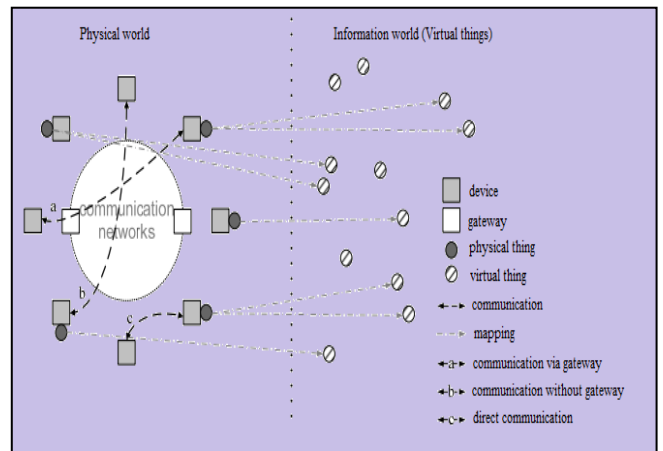 Physical world
Information world (Virtual things)
a
communication
networks
b
c
device
gateway
physical thing
virtual thing
communication
mapping
a communication via gateway
b communication without gateway
c direct communication